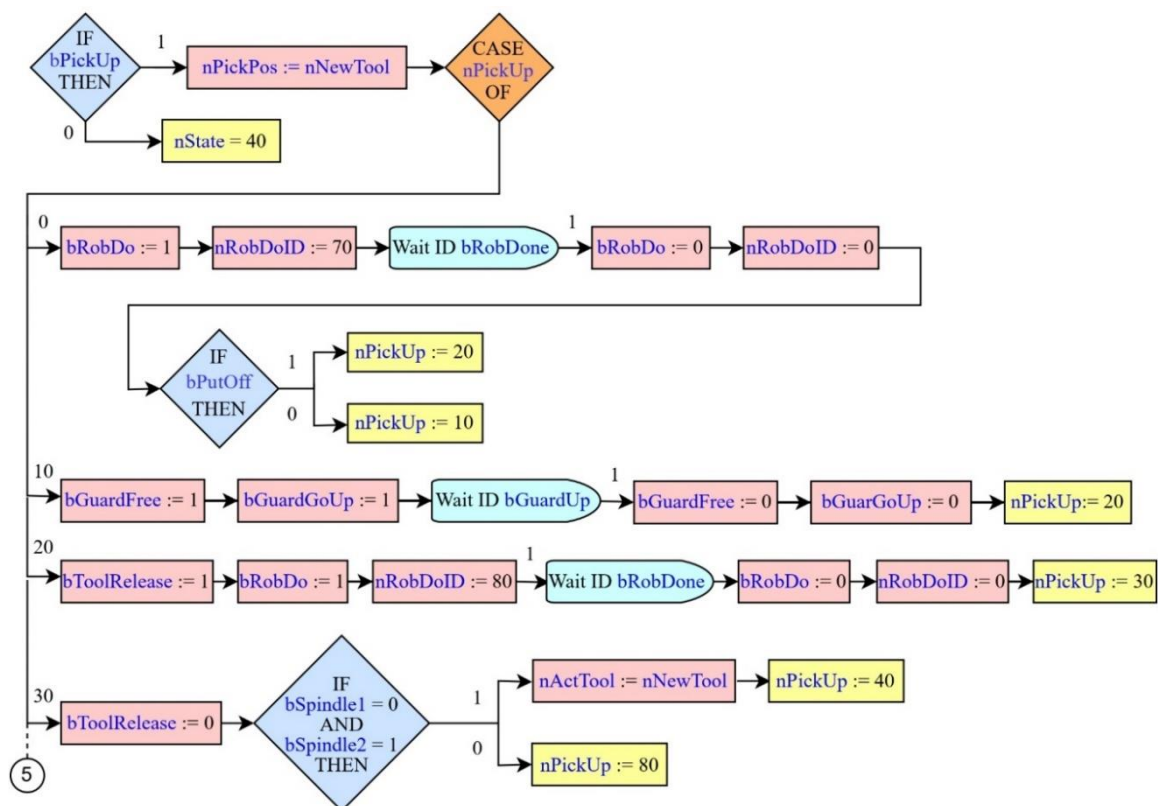 IF
bPickUp
THEN
1
nPickPos := nNewTool
CASE
nPickUp
OF
0
nState = 40
0
bRobDo := 1
nRobDoID := 70
Wait ID bRobDone
1
bRobDo := 0
nRobDoID := 0
IF
bPutOff
THEN
1
nPickUp := 20
0
nPickUp := 10
10
bGuardFree := 1
bGuardGoUp := 1
Wait ID bGuardUp
1
bGuardFree := 0
bGuarGoUp := 0
nPickUp:= 20
20
bToolRelease := 1
bRobDo := 1
nRobDoID := 80
1
Wait ID bRobDone
bRobDo := 0
nRobDoID := 0
nPickUp := 30
30
bToolRelease := 0
IF
bSpindle1 = 0
AND
bSpindle2 = 1
THEN
1
nActTool := nNewTool
nPickUp := 40
0
nPickUp := 80
5